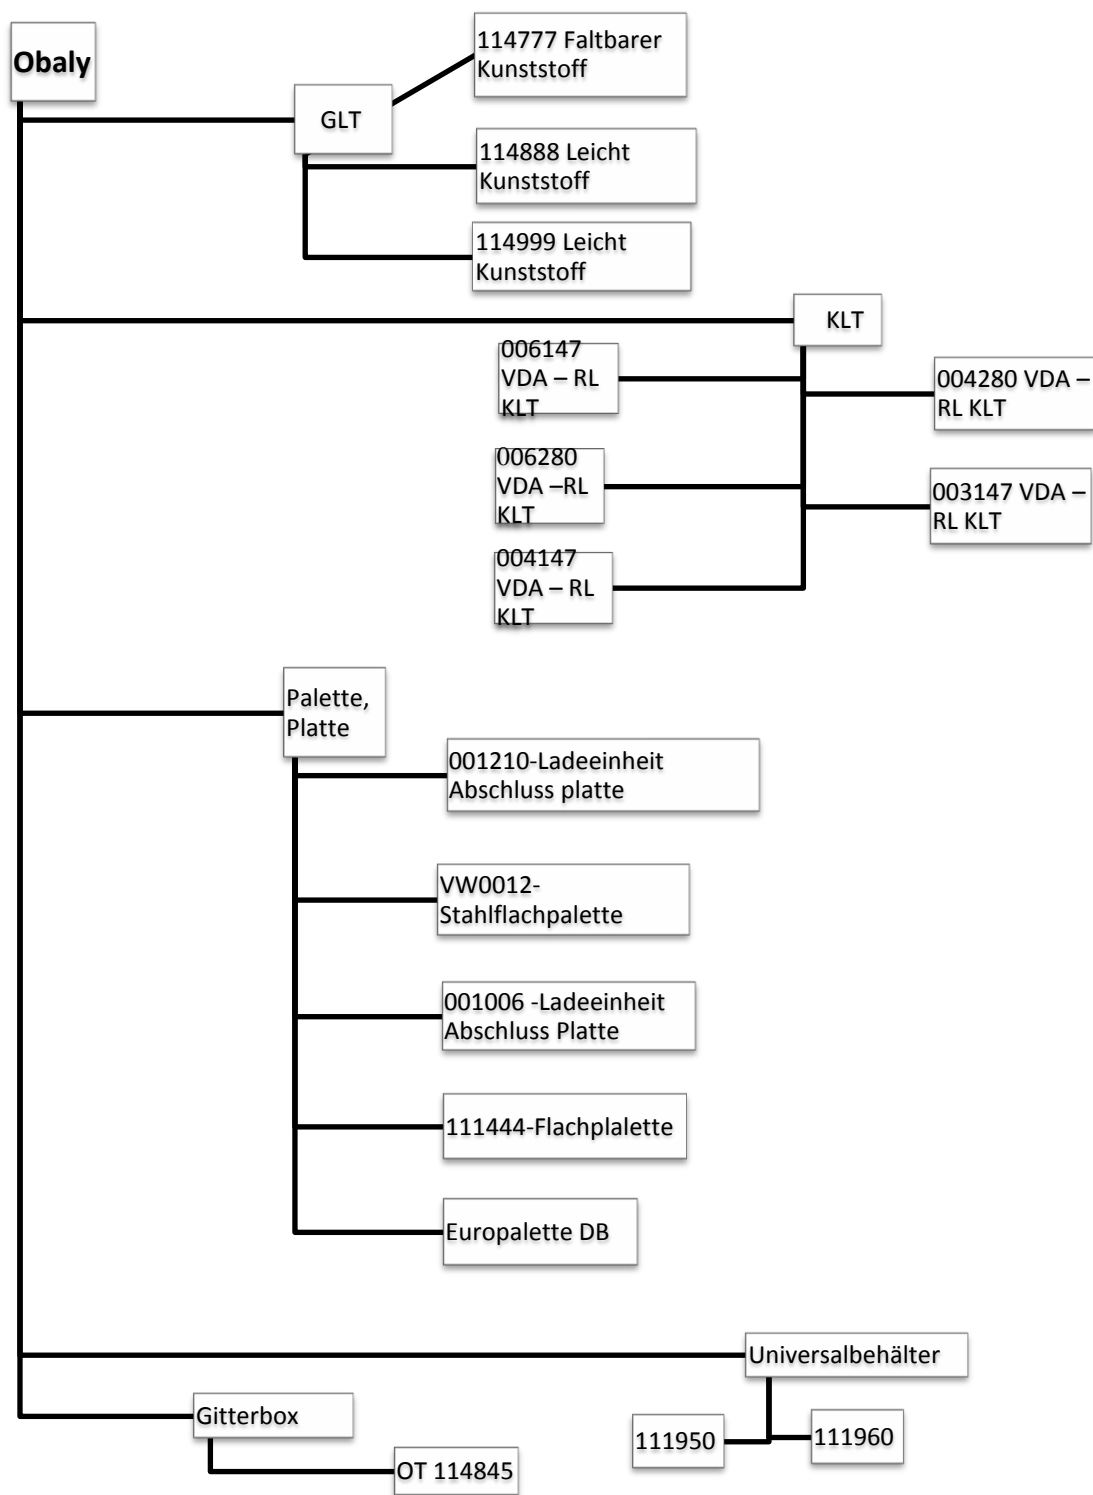 Obaly
GLT
114777 Faltbarer
Kunststoff
114888 Leicht
Kunststoff
114999 Leicht
Kunststoff
KLT
006147
VDA – RL
KLT
004280 VDA –
RL KLT
006280
VDA –RL
KLT
003147 VDA –
RL KLT
004147
VDA – RL
KLT
Palette,
Platte
001210-Ladeeinheit
Abschluss platte
VW0012-
Stahlflachpalette
001006 -Ladeeinheit
Abschluss Platte
111444-Flachplalette
Europalette DB
Universalbehälter
111950
111960
Gitterbox
OT 114845